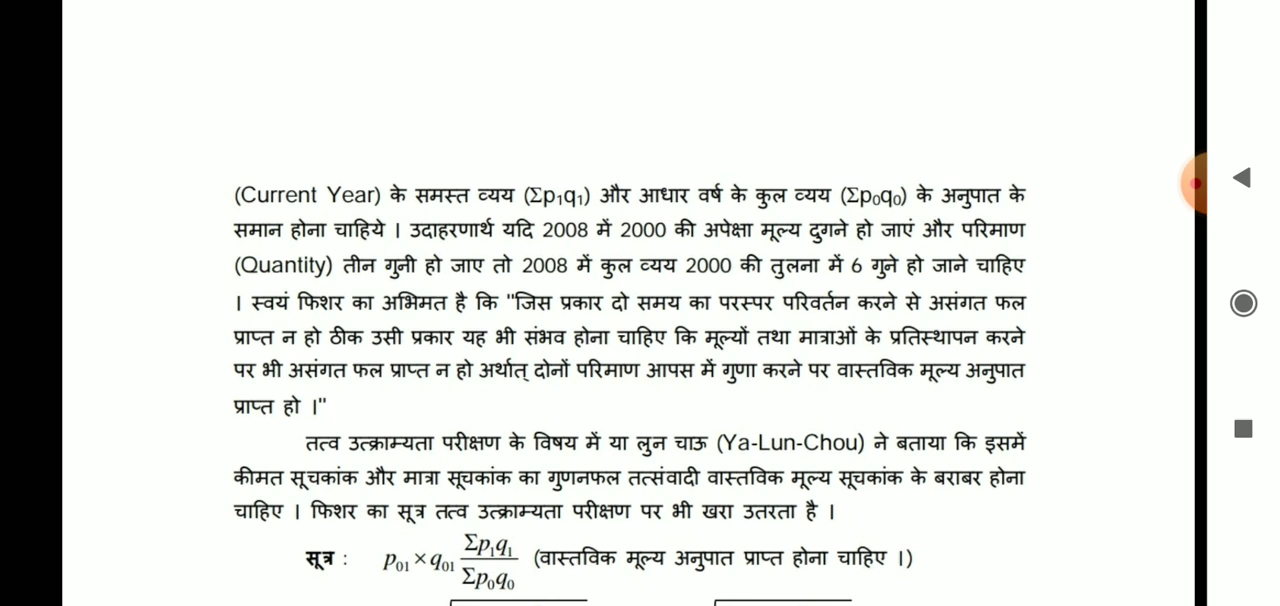 (Current Year) के समस्त व्यय (Σp₁q₁) और आधार वर्ष के कुल व्यय (Σp₀q₀) के अनुपात के
समान होना चाहिये । उदाहरणार्थ यदि 2008 में 2000 की अपेक्षा मूल्य दुगने हो जाएं और परिमाण
(Quantity) तीन गुनी हो जाए तो 2008 में कुल व्यय 2000 की तुलना में 6 गुने हो जाने चाहिए
। स्वयं फिशर का अभिमत है कि "जिस प्रकार दो समय का परस्पर परिवर्तन करने से असंगत फल
प्राप्त न हो ठीक उसी प्रकार यह भी संभव होना चाहिए कि मूल्यों तथा मात्राओं के प्रतिस्थापन करने
पर भी असंगत फल प्राप्त न हो अर्थात् दोनों परिमाण आपस में गुणा करने पर वास्तविक मूल्य अनुपात
प्राप्त हो ।"
तत्व उत्क्राम्यता परीक्षण के विषय में या लुन चाऊ (Ya-Lun-Chou) ने बताया कि इसमें
कीमत सूचकांक और मात्रा सूचकांक का गुणनफल तत्संवादी वास्तविक मूल्य सूचकांक के बराबर होना
चाहिए । फिशर का सूत्र तत्व उत्क्राम्यता परीक्षण पर भी खरा उतरता है ।
सूत्र : p₀₁ × q₀₁ Σp₁q₁ / Σp₀q₀ (वास्तविक मूल्य अनुपात प्राप्त होना चाहिए ।)